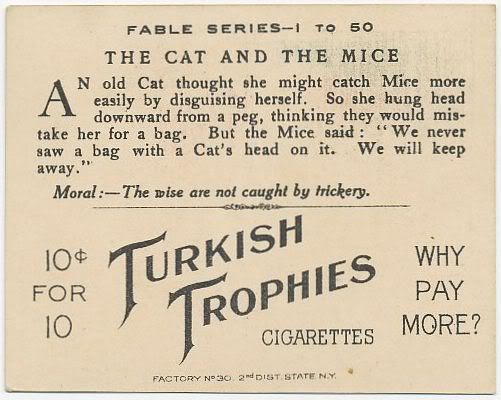 FABLE SERIES—1 TO 50
THE CAT AND THE MICE
AN old Cat thought she might catch Mice more
easily by disguising herself. So she hung head
downward from a peg, thinking they would mis-
take her for a bag. But the Mice said: "We never
saw a bag with a Cat's head on it. We will keep
away."
Moral:—The wise are not caught by trickery.
10¢
FOR
10
TURKISH
TROPHIES
CIGARETTES
WHY
PAY
MORE?
FACTORY Nº 30. 2nd DIST. STATE N.Y.